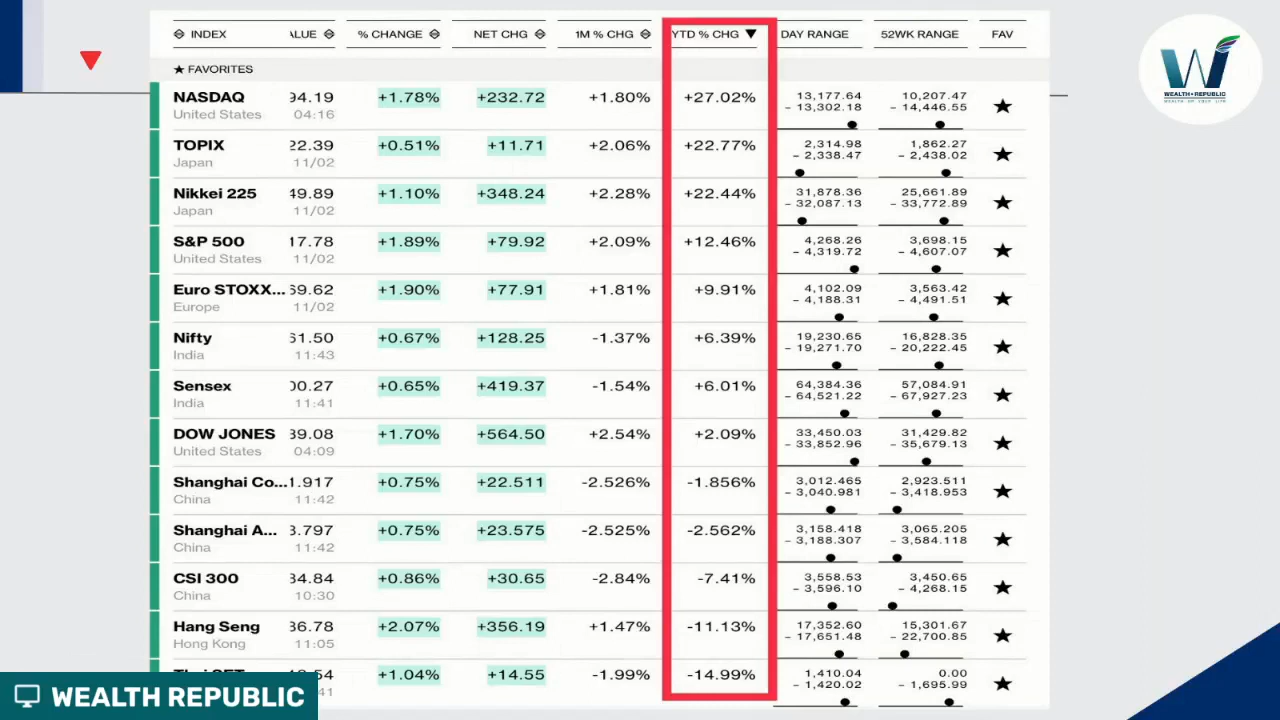 INDEX ALUE % CHANGE NET CHG 1M % CHG YTD % CHG ▼ DAY RANGE 52WK RANGE FAV
★ FAVORITES
NASDAQ 94.19 +1.78% +232.72 +1.80% +27.02% 13,177.64 10,207.47
United States 04:16 – 13,302.18 – 14,446.55
TOPIX 22.39 +0.51% +11.71 +2.06% +22.77% 2,314.98 1,862.27
Japan 11/02 – 2,338.47 – 2,438.02
Nikkei 225 49.89 +1.10% +348.24 +2.28% +22.44% 31,878.36 25,661.89
Japan 11/02 – 32,087.13 – 33,772.89
S&P 500 17.78 +1.89% +79.92 +2.09% +12.46% 4,268.26 3,698.15
United States 11/02 – 4,319.72 – 4,607.07
Euro STOXX... 69.62 +1.90% +77.91 +1.81% +9.91% 4,102.09 3,563.42
Europe 11/02 – 4,188.31 – 4,491.51
Nifty 61.50 +0.67% +128.25 -1.37% +6.39% 19,230.65 16,828.35
India 11:43 – 19,271.70 – 20,222.45
Sensex 00.27 +0.65% +419.37 -1.54% +6.01% 64,384.36 57,084.91
India 11:41 – 64,521.22 – 67,927.23
DOW JONES 39.08 +1.70% +564.50 +2.54% +2.09% 33,450.03 31,429.82
United States 04:09 – 33,852.96 – 35,679.13
Shanghai Co... 1.917 +0.75% +22.511 -2.526% -1.856% 3,012.465 2,923.511
China 11:42 – 3,040.981 – 3,418.953
Shanghai A... 3.797 +0.75% +23.575 -2.525% -2.562% 3,158.418 3,065.205
China 11:42 – 3,188.307 – 3,584.118
CSI 300 34.84 +0.86% +30.65 -2.84% -7.41% 3,558.53 3,450.65
China 10:30 – 3,596.10 – 4,268.15
Hang Seng 36.78 +2.07% +356.19 +1.47% -11.13% 17,352.60 15,301.67
Hong Kong 11:05 – 17,651.48 – 22,700.85
+1.04% +14.55 -1.99% -14.99% 1,410.04 0.00
41 – 1,420.02 – 1,695.99
WEALTH REPUBLIC
W
WEALTH REPUBLIC